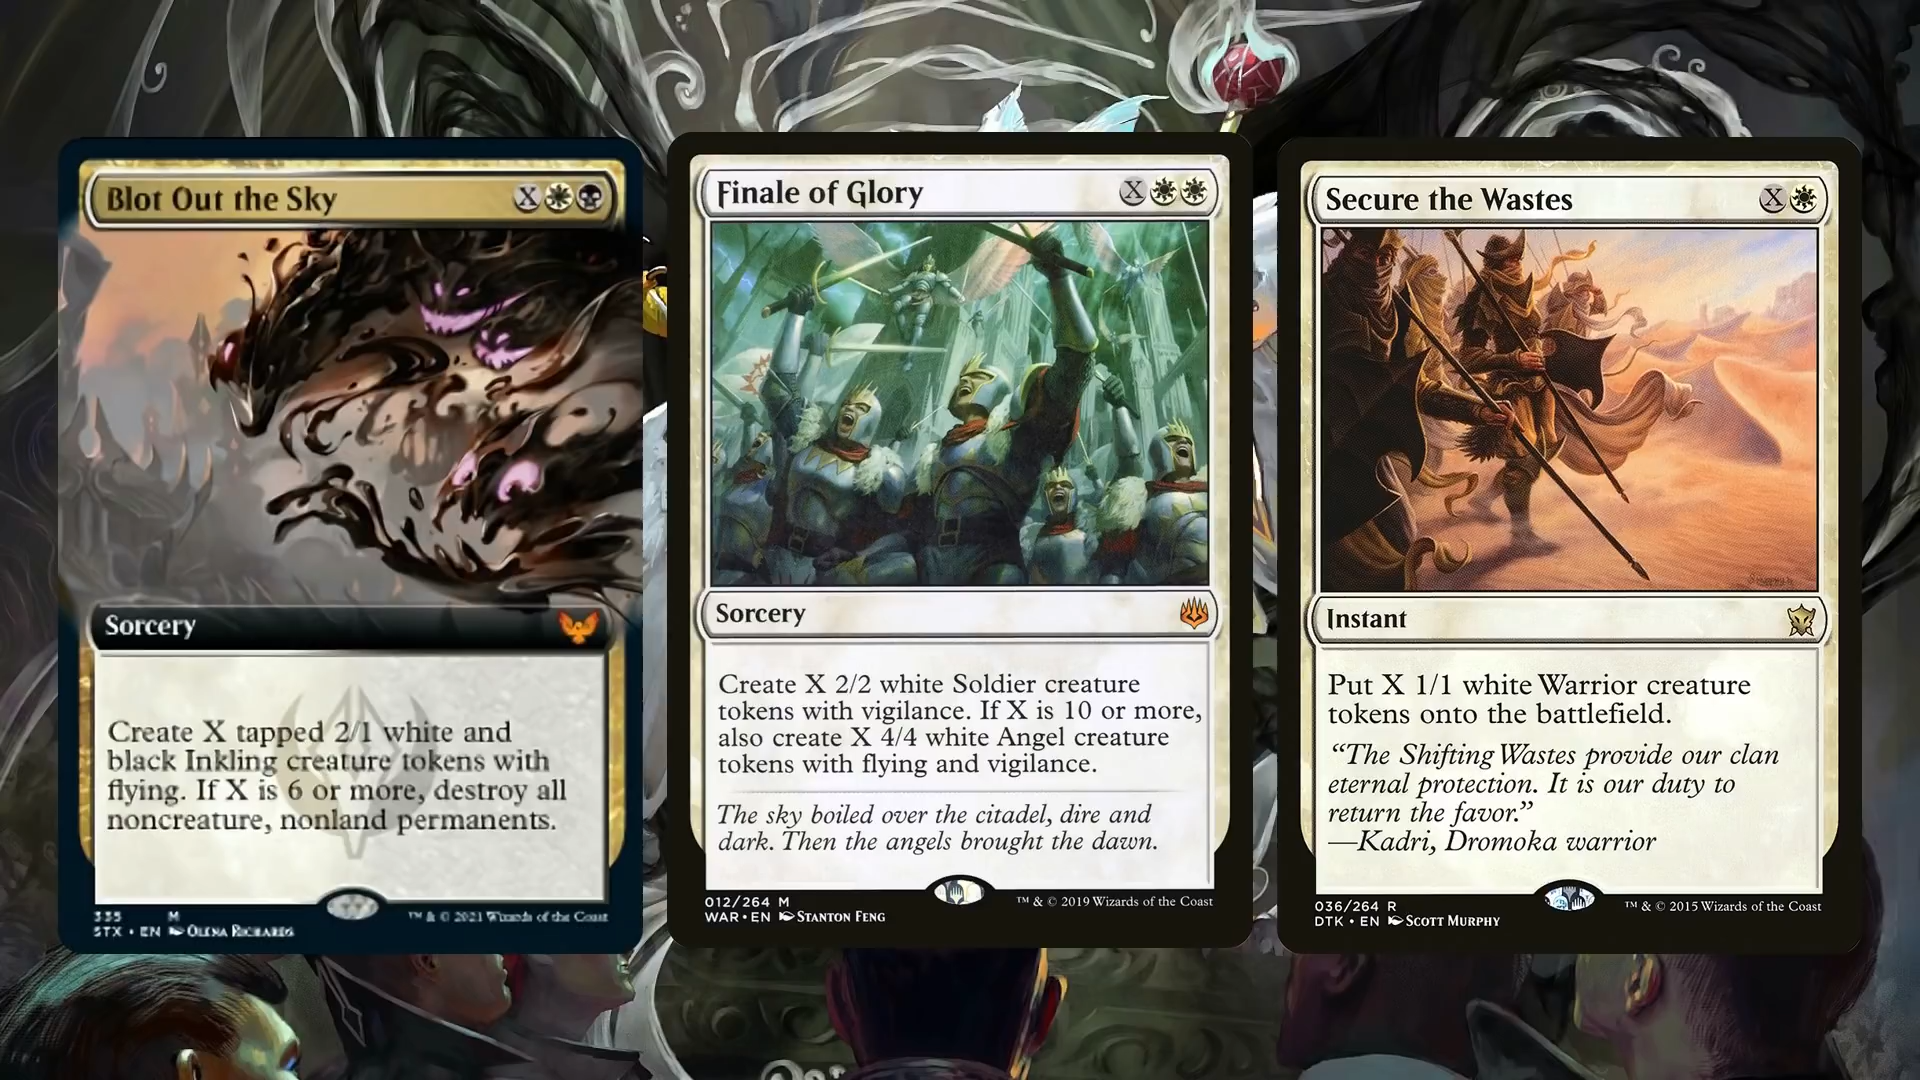 Blot Out the Sky X
Sorcery
Create X tapped 2/1 white and
black Inkling creature tokens with
flying. If X is 6 or more, destroy all
noncreature, nonland permanents.
335 M
STX • EN Olena Richards
™ & © 2021 Wizards of the Coast
Finale of Glory X
Sorcery
Create X 2/2 white Soldier creature
tokens with vigilance. If X is 10 or more,
also create X 4/4 white Angel creature
tokens with flying and vigilance.
The sky boiled over the citadel, dire and
dark. Then the angels brought the dawn.
012/264 M
WAR • EN Stanton Feng
™ & © 2019 Wizards of the Coast
Secure the Wastes X
Instant
Put X 1/1 white Warrior creature
tokens onto the battlefield.
“The Shifting Wastes provide our clan
eternal protection. It is our duty to
return the favor.”
—Kadri, Dromoka warrior
036/264 R
DTK • EN Scott Murphy
™ & © 2015 Wizards of the Coast